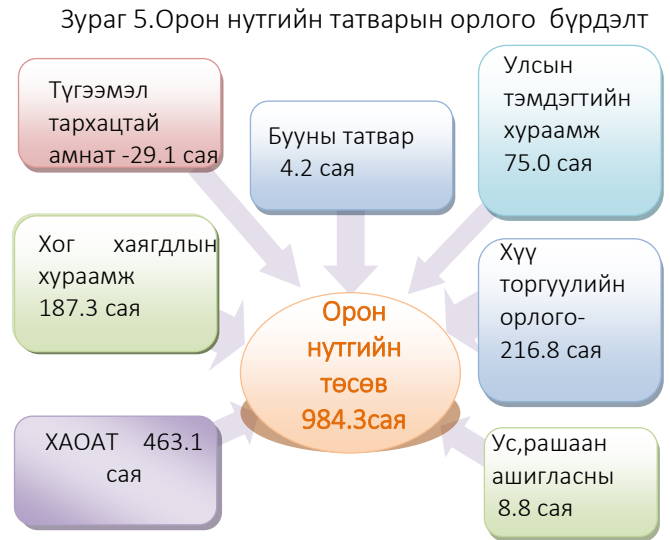 Зураг 5.Орон нутгийн татварын орлого бүрдэлт
Түгээмэл
тархацтай
амнат -29.1 сая
Бууны татвар
4.2 сая
Улсын
тэмдэгтийн
хураамж
75.0 сая
Хог хаягдлын
хураамж
187.3 сая
Хүү
торгуулийн
орлого-
216.8 сая
Орон
нутгийн
төсөв
984.3сая
ХАОАТ 463.1
сая
Ус,рашаан
ашигласны
8.8 сая